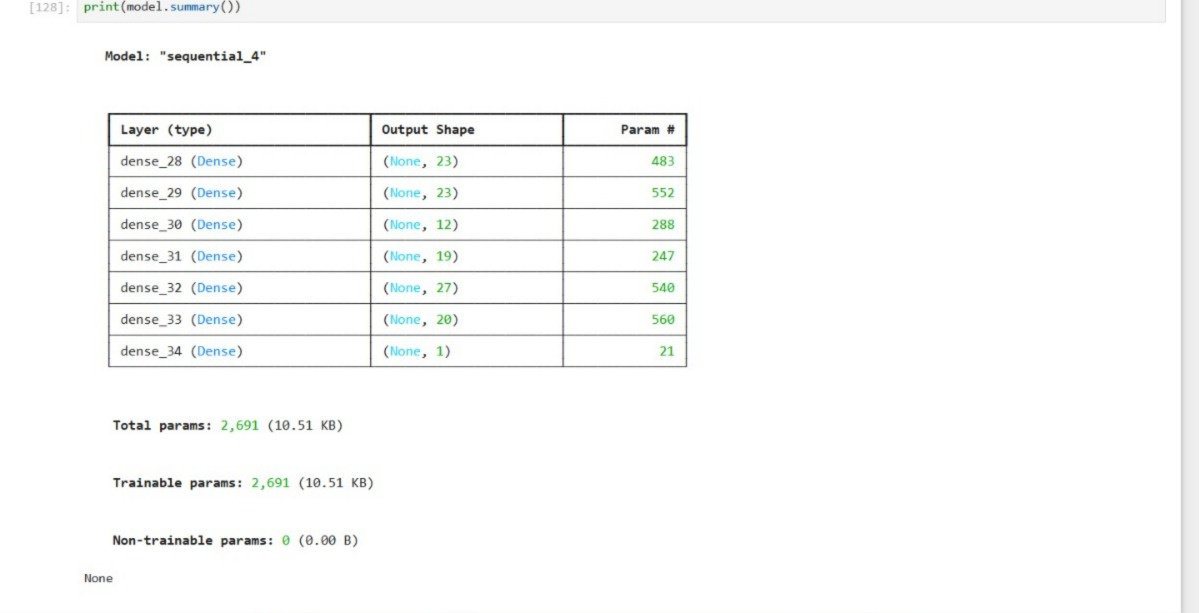 [128]: print(model.summary())
Model: "sequential_4"
Layer (type) Output Shape Param #
dense_28 (Dense) (None, 23) 483
dense_29 (Dense) (None, 23) 552
dense_30 (Dense) (None, 12) 288
dense_31 (Dense) (None, 19) 247
dense_32 (Dense) (None, 27) 540
dense_33 (Dense) (None, 20) 560
dense_34 (Dense) (None, 1) 21
Total params: 2,691 (10.51 KB)
Trainable params: 2,691 (10.51 KB)
Non-trainable params: 0 (0.00 B)
None